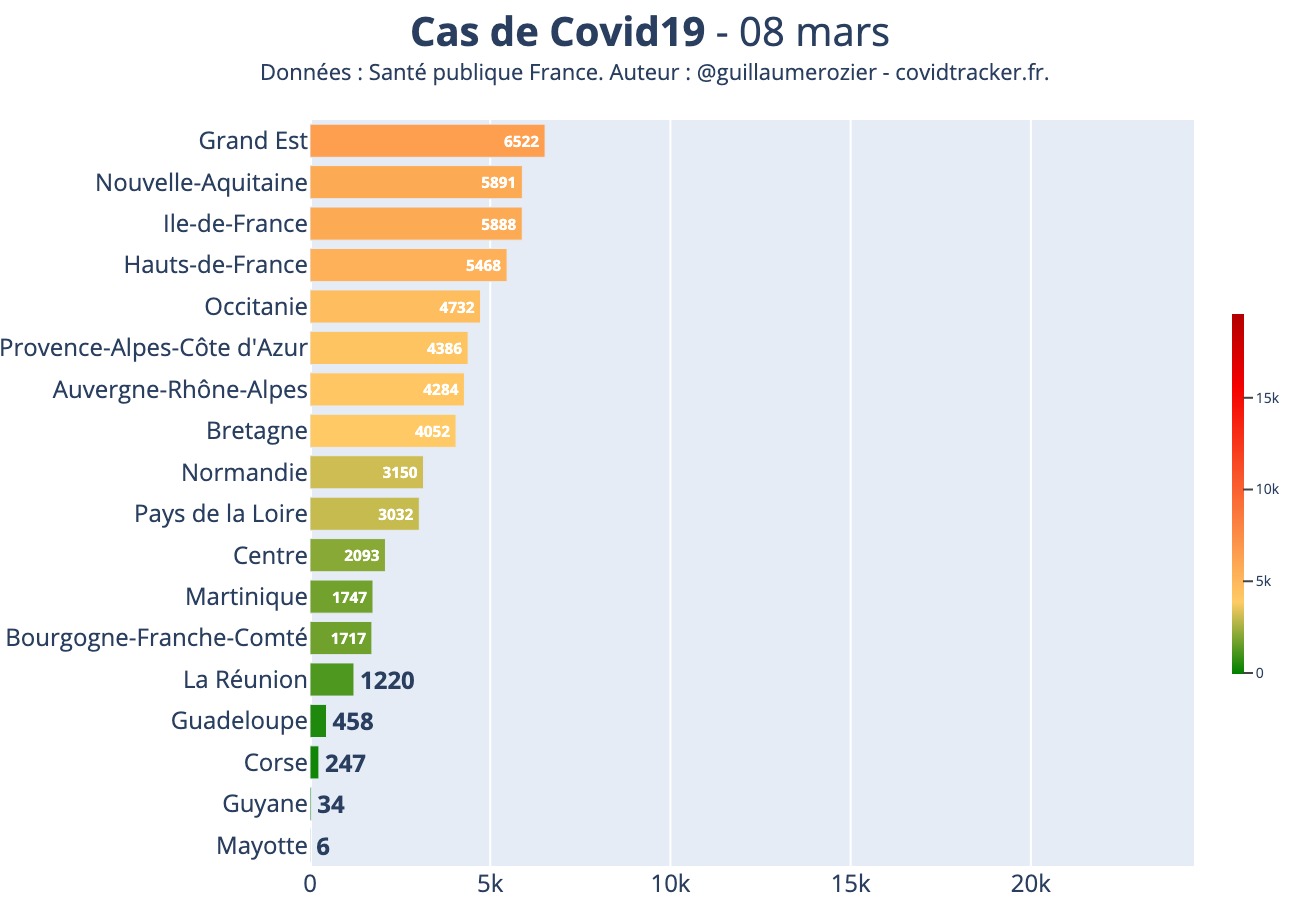 Cas de Covid19 - 08 mars
Données : Santé publique France. Auteur : @guillaumerozier - covidtracker.fr.
Grand Est 6522
Nouvelle-Aquitaine 5891
Ile-de-France 5888
Hauts-de-France 5468
Occitanie 4732
Provence-Alpes-Côte d'Azur 4386
Auvergne-Rhône-Alpes 4284
Bretagne 4052
Normandie 3150
Pays de la Loire 3032
Centre 2093
Martinique 1747
Bourgogne-Franche-Comté 1717
La Réunion 1220
Guadeloupe 458
Corse 247
Guyane 34
Mayotte 6
0 5k 10k 15k 20k
15k
10k
5k
0